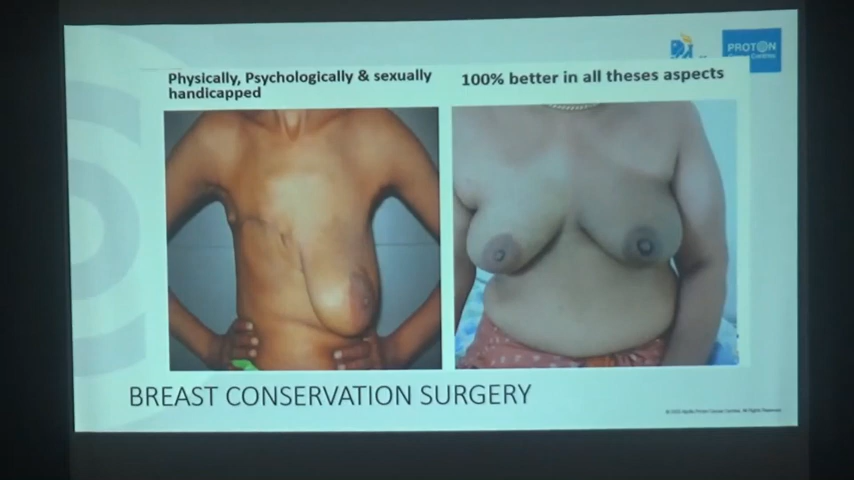 PROTON
Physically, Psychologically & sexually
handicapped
100% better in all theses aspects
BREAST CONSERVATION SURGERY